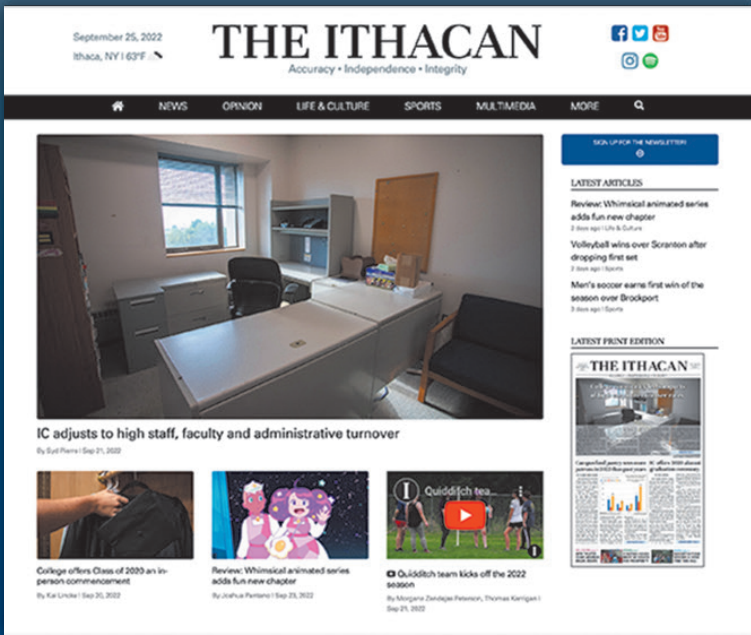 September 25, 2022
Ithaca, NY | 63°F
THE ITHACAN
Accuracy • Independence • Integrity
NEWS OPINION LIFE & CULTURE SPORTS MULTIMEDIA MORE
SIGN UP FOR THE NEWSLETTER!
LATEST ARTICLES
Review: Whimsical animated series
adds fun new chapter
2 days ago | Life & Culture
Volleyball wins over Scranton after
dropping first set
2 days ago | Sports
Men's soccer earns first win of the
season over Brockport
3 days ago | Sports
LATEST PRINT EDITION
THE ITHACAN
IC adjusts to high staff, faculty and administrative turnover
By Syd Pierre | Sep 21, 2022
College offers Class of 2020 an in-
person commencement
By Kai Lincke | Sep 20, 2022
Review: Whimsical animated series
adds fun new chapter
By Joshua Pantano | Sep 23, 2022
Quidditch tea...
Quidditch team kicks off the 2022
season
By Morgana Zendejas Peterson, Thomas Kerrigan |
Sep 21, 2022